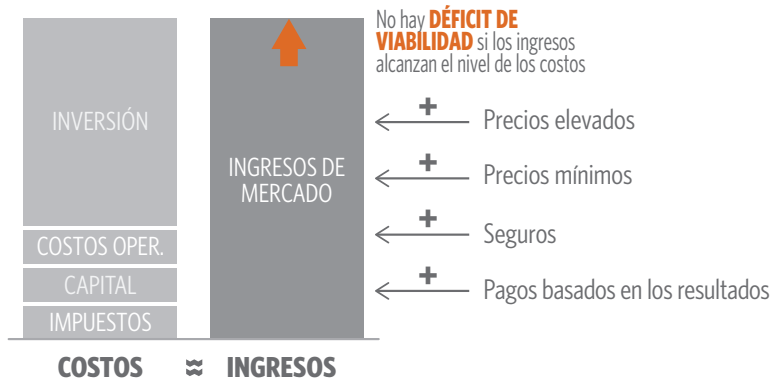 No hay DÉFICIT DE
VIABILIDAD si los ingresos
alcanzan el nivel de los costos
INVERSIÓN
COSTOS OPER.
CAPITAL
IMPUESTOS
INGRESOS DE
MERCADO
+ Precios elevados
+ Precios mínimos
+ Seguros
+ Pagos basados en los resultados
COSTOS ≈ INGRESOS